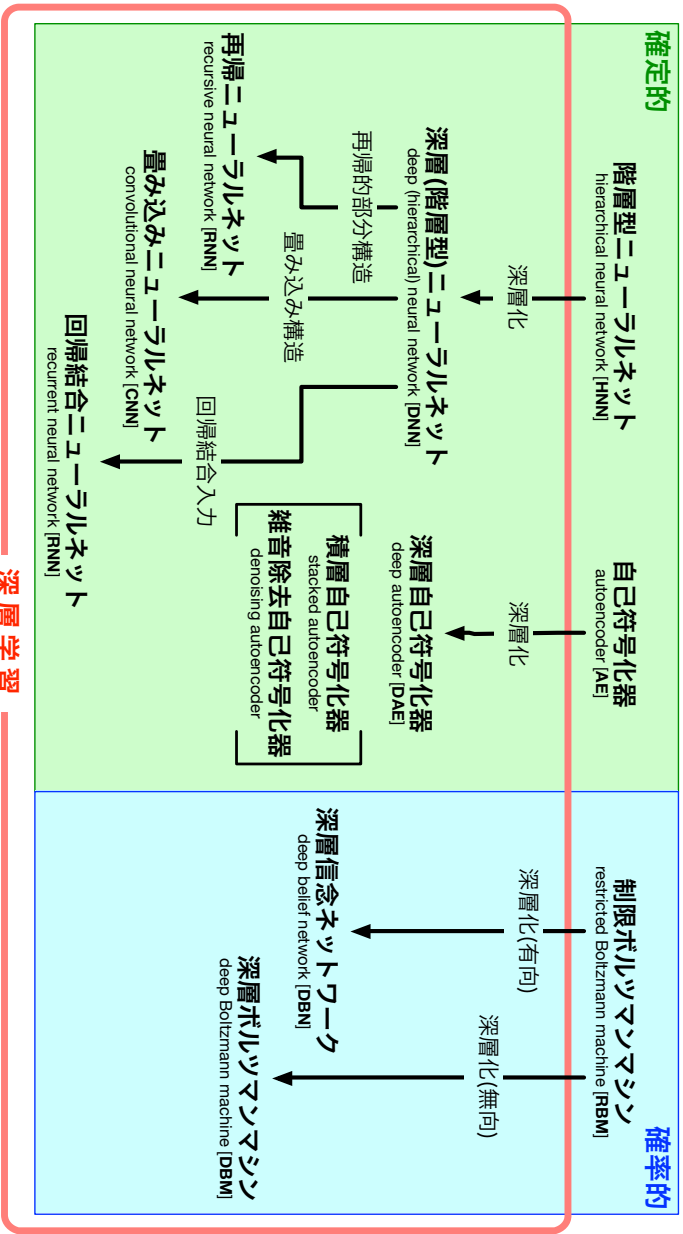 確定的
確率的
階層型ニューラルネット
hierarchical neural network [HNN]
自己符号化器
autoencoder [AE]
制限ボルツマンマシン
restricted Boltzmann machine [RBM]
深層化
深層化
深層化(有向)
深層化(無向)
深層 (階層型)ニューラルネット
deep (hierarchical) neural network [DNN]
深層自己符号化器
deep autoencoder [DAE]
積層自己符号化器
stacked autoencoder
雑音除去自己符号化器
denoising autoencoder
深層信念ネットワーク
deep belief network [DBN]
深層ボルツマンマシン
deep Boltzmann machine [DBM]
再帰的部分構造
畳み込み構造
回帰結合入力
再帰ニューラルネット
recursive neural network [RNN]
畳み込みニューラルネット
convolutional neural network [CNN]
回帰結合ニューラルネット
recurrent neural network [RNN]
深層学習